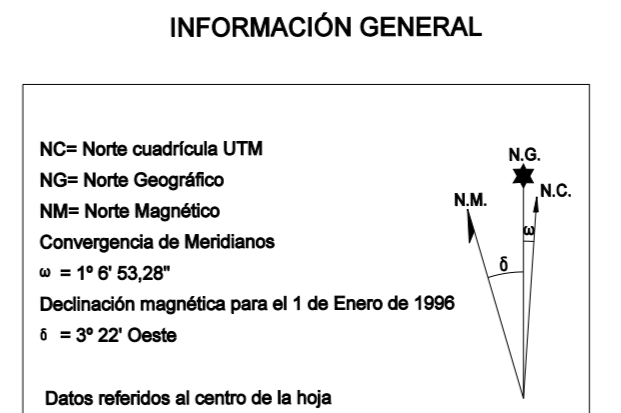 INFORMACIÓN GENERAL
NC= Norte cuadrícula UTM
NG= Norte Geográfico
NM= Norte Magnético
Convergencia de Meridianos
ω = 1º 6' 53,28"
Declinación magnética para el 1 de Enero de 1996
δ = 3º 22' Oeste
Datos referidos al centro de la hoja
N.G.
N.M.
N.C.
ω
δ